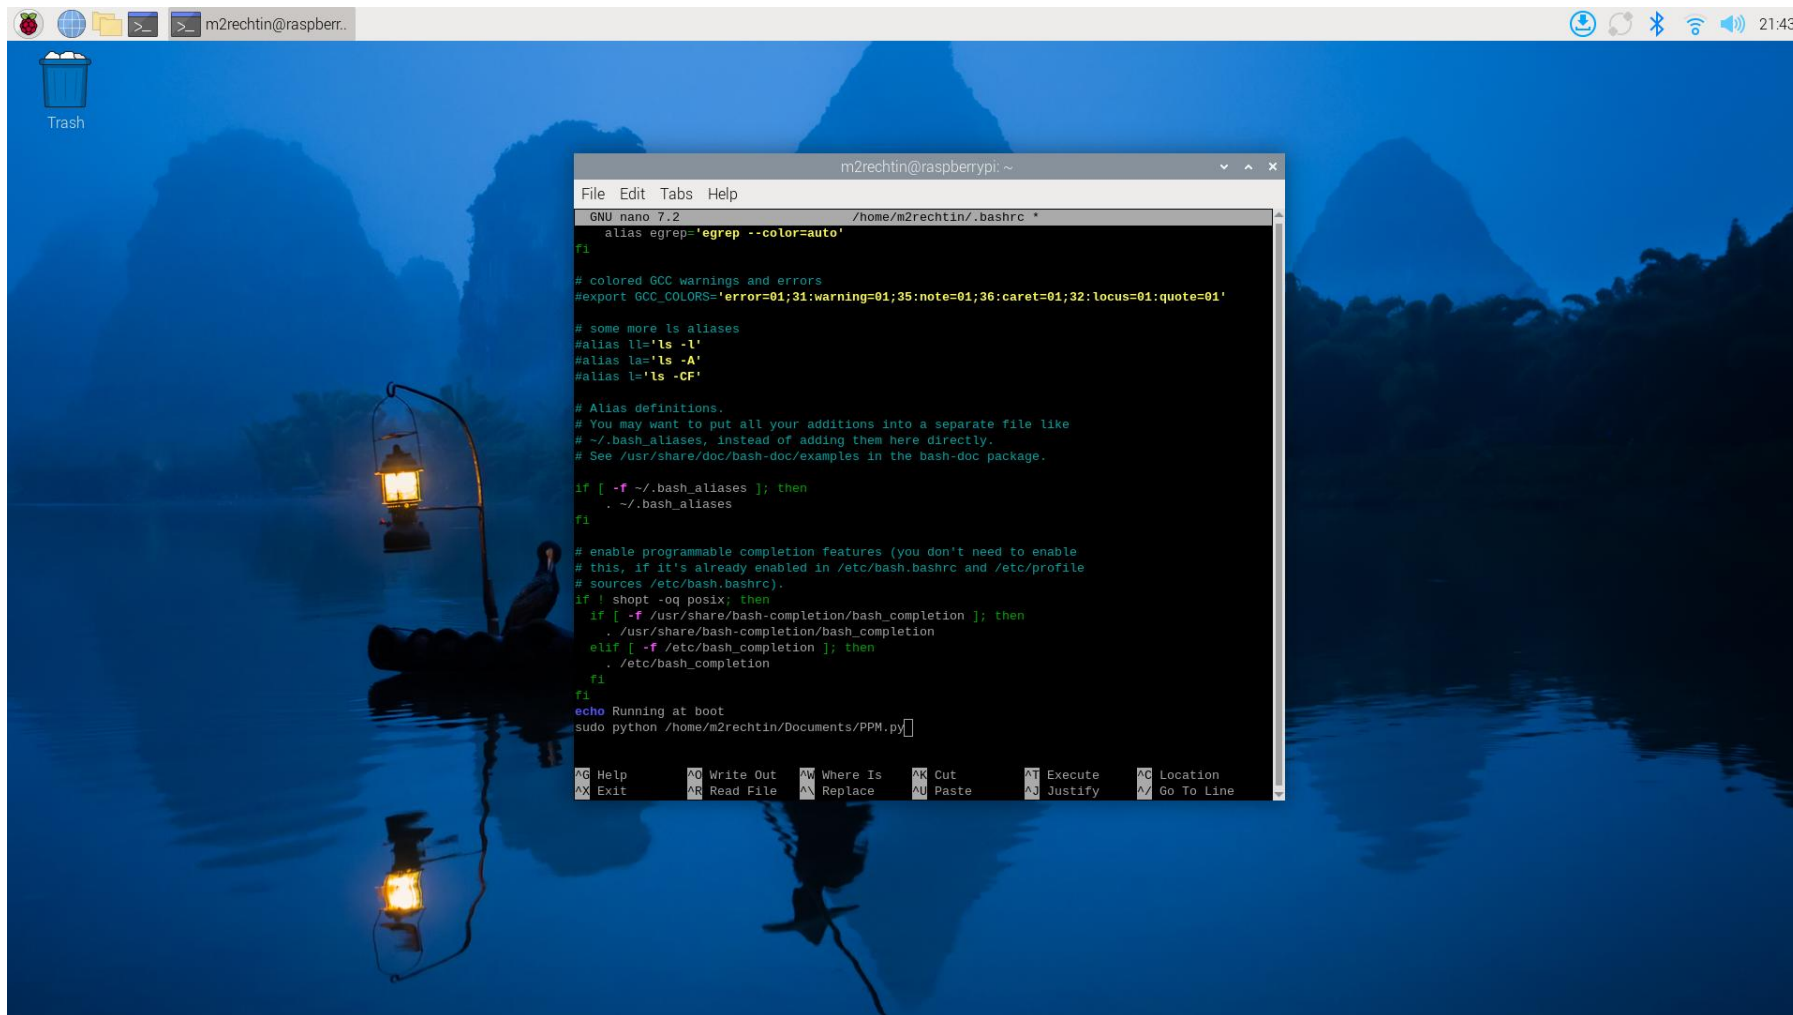 m2rechtin@raspberr..
21:43
Trash
m2rechtin@raspberrypi: ~
File Edit Tabs Help
GNU nano 7.2 /home/m2rechtin/.bashrc *
alias egrep='egrep --color=auto'
fi
# colored GCC warnings and errors
#export GCC_COLORS='error=01;31:warning=01;35:note=01;36:caret=01;32:locus=01:quote=01'
# some more ls aliases
#alias ll='ls -l'
#alias la='ls -A'
#alias l='ls -CF'
# Alias definitions.
# You may want to put all your additions into a separate file like
# ~/.bash_aliases, instead of adding them here directly.
# See /usr/share/doc/bash-doc/examples in the bash-doc package.
if [ -f ~/.bash_aliases ]; then
. ~/.bash_aliases
fi
# enable programmable completion features (you don't need to enable
# this, if it's already enabled in /etc/bash.bashrc and /etc/profile
# sources /etc/bash.bashrc).
if ! shopt -oq posix; then
if [ -f /usr/share/bash-completion/bash_completion ]; then
. /usr/share/bash-completion/bash_completion
elif [ -f /etc/bash_completion ]; then
. /etc/bash_completion
fi
fi
echo Running at boot
sudo python /home/m2rechtin/Documents/PPM.py
^G Help ^O Write Out ^W Where Is ^K Cut ^T Execute ^C Location
^X Exit ^R Read File ^\ Replace ^U Paste ^J Justify ^/ Go To Line